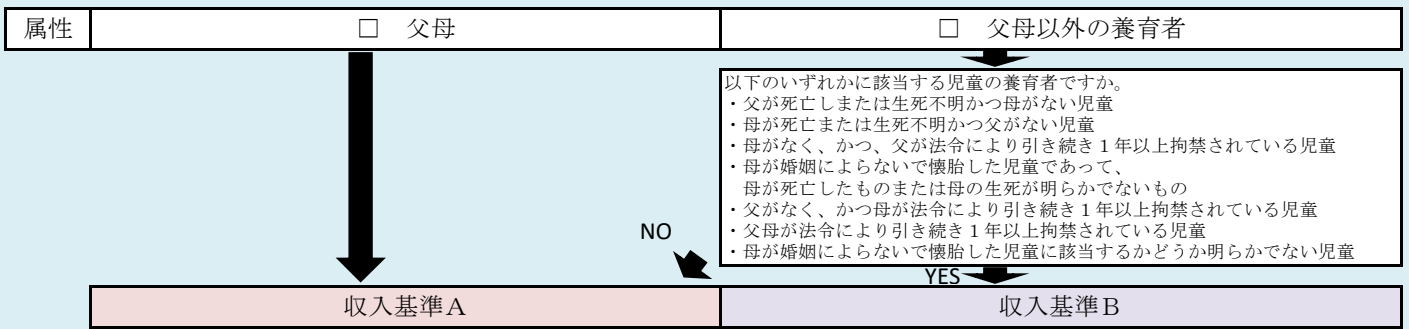 属性
□ 父母
□ 父母以外の養育者
以下のいずれかに該当する児童の養育者ですか。
・父が死亡しまたは生死不明かつ母がない児童
・母が死亡または生死不明かつ父がない児童
・母がなく、かつ、父が法令により引き続き１年以上拘禁されている児童
・母が婚姻によらないで懐胎した児童であって、
母が死亡したものまたは母の生死が明らかでないもの
・父がなく、かつ母が法令により引き続き１年以上拘禁されている児童
・父母が法令により引き続き１年以上拘禁されている児童
・母が婚姻によらないで懐胎した児童に該当するかどうか明らかでない児童
NO
YES
収入基準Ａ
収入基準Ｂ